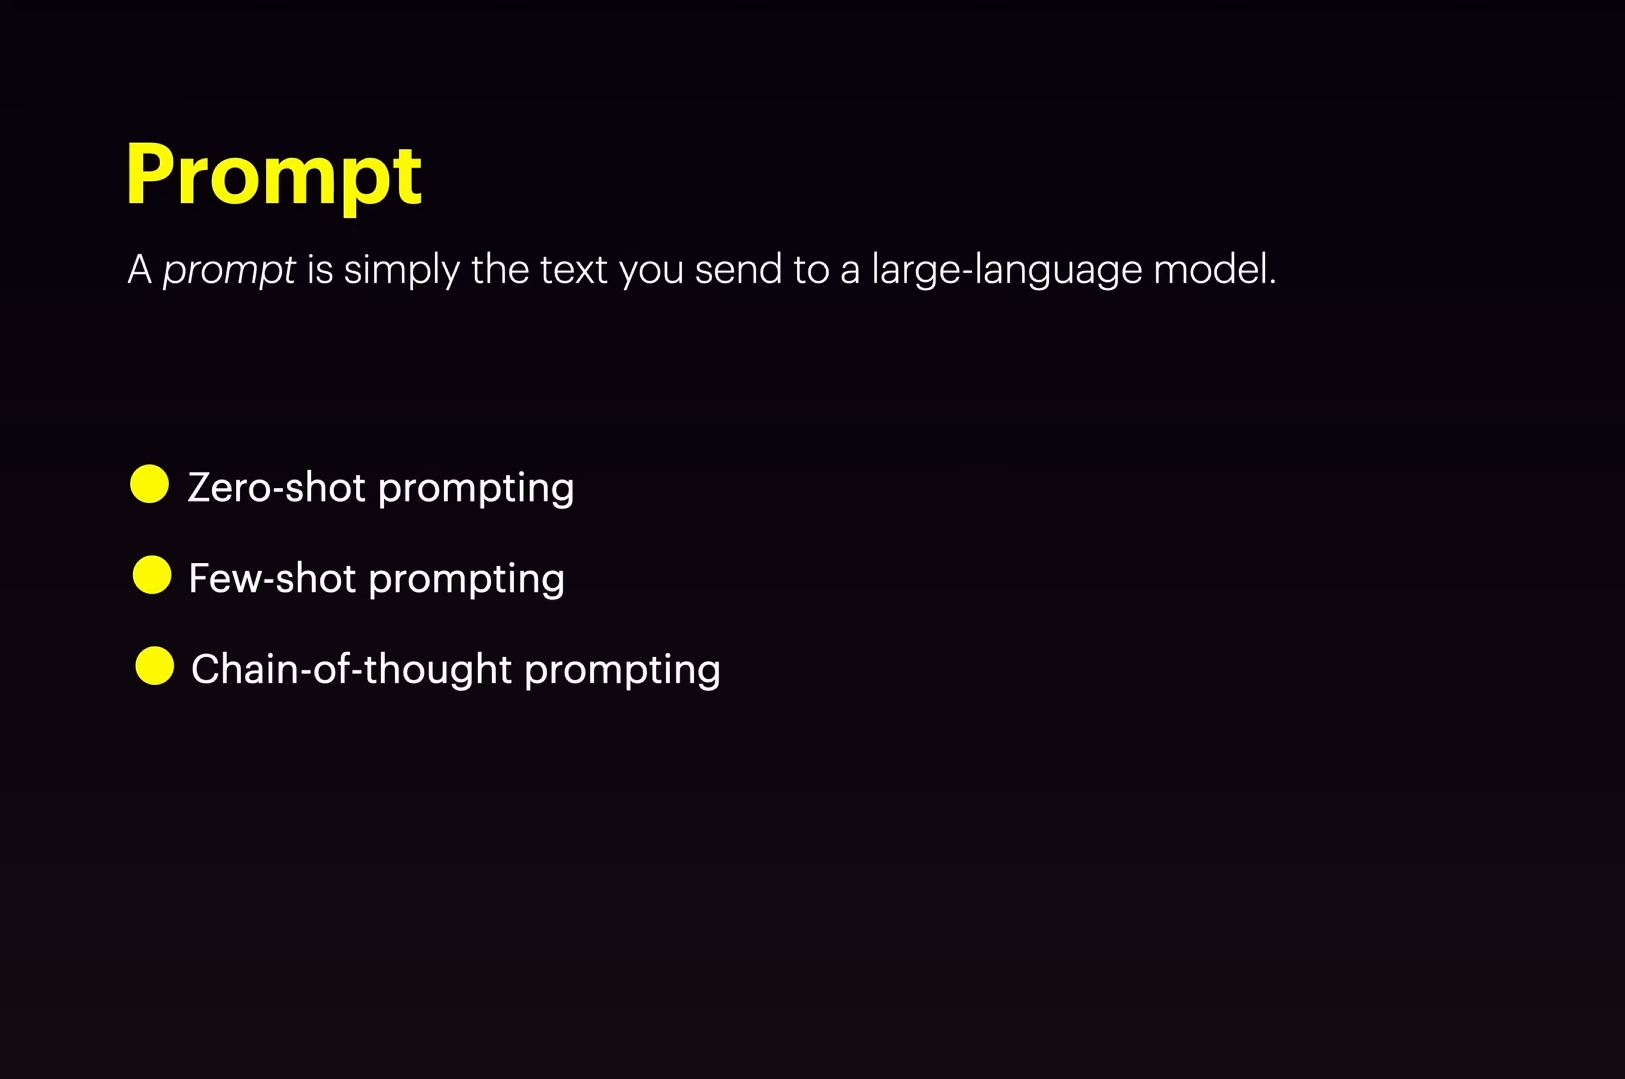 Prompt
A prompt is simply the text you send to a large-language model.
Zero-shot prompting
Few-shot prompting
Chain-of-thought prompting